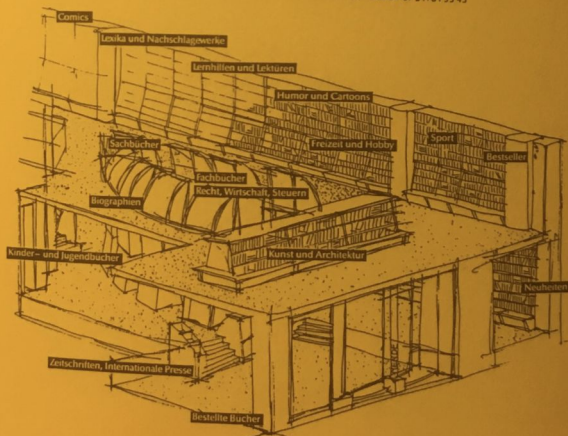 Comics
Lexika und Nachschlagewerke
Lernhilfen und Lektüren
Humor und Cartoons
Sachbücher
Freizeit und Hobby
Sport
Bestseller
Fachbücher
Recht, Wirtschaft, Steuern
Biographien
Kinder- und Jugendbücher
Kunst und Architektur
Neuheiten
Zeitschriften, Internationale Presse
Bestellte Bücher